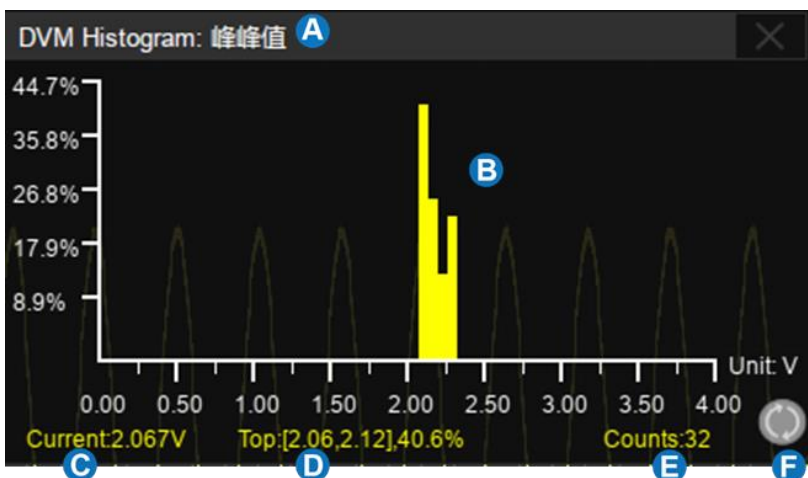 DVM Histogram: 峰峰值 A
44.7%
35.8%
26.8%
B
17.9%
8.9%
Unit: V
0.00 0.50 1.00 1.50 2.00 2.50 3.00 3.50 4.00
Current:2.067V Top:[2.06,2.12],40.6% Counts:32
C D E F